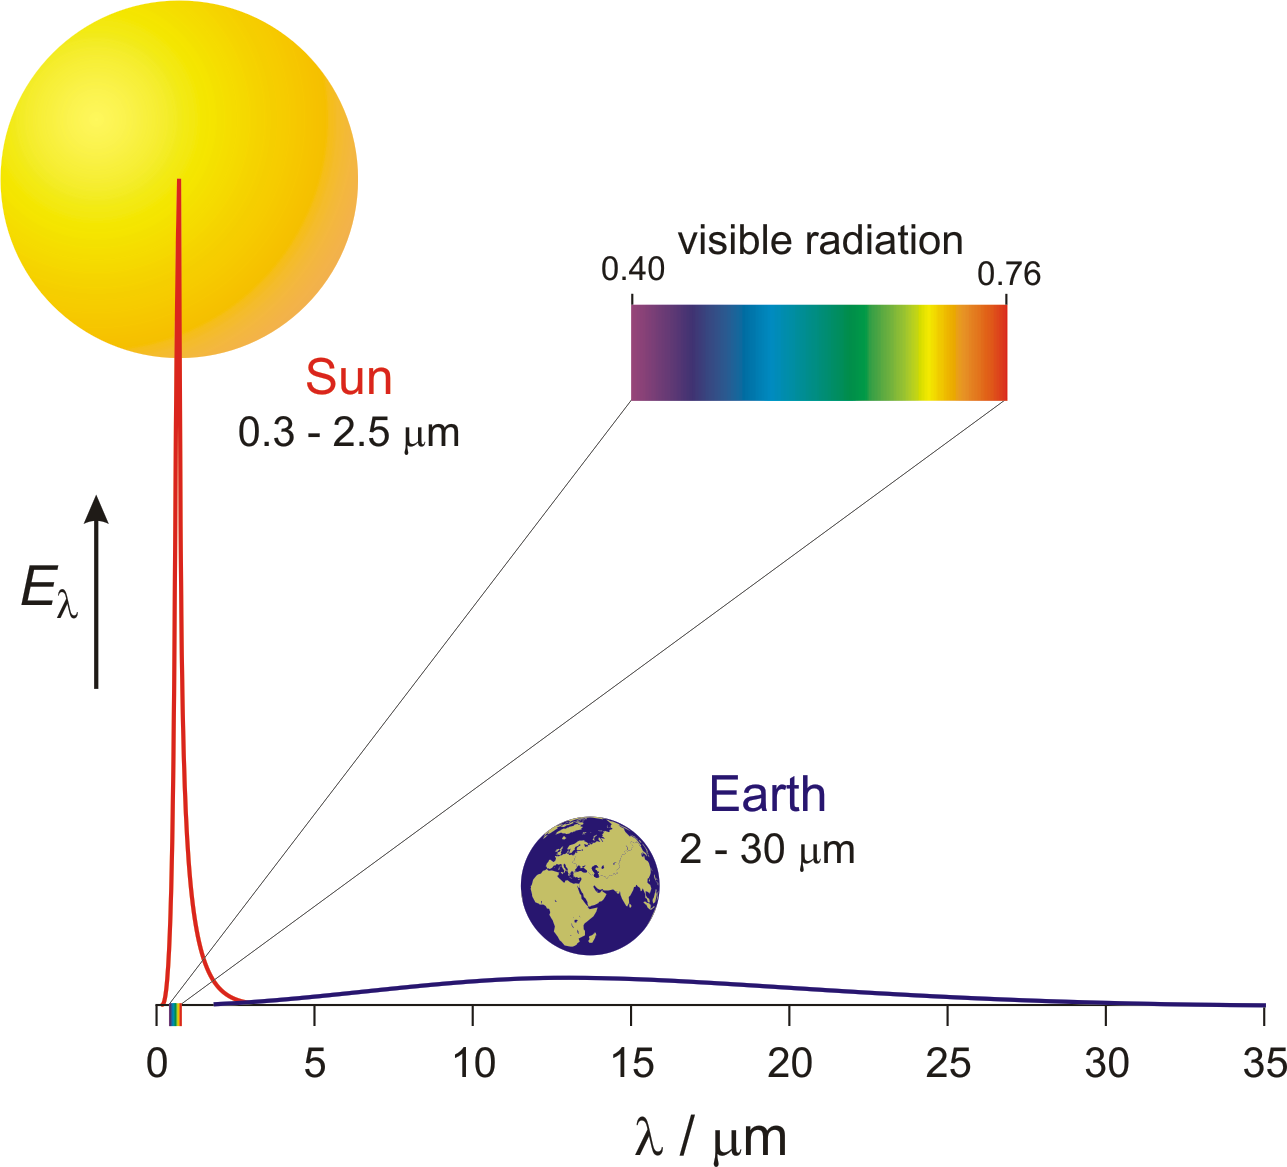 visible radiation
0.40 0.76
Sun
0.3 - 2.5 μm
Eλ
Earth
2 - 30 μm
0 5 10 15 20 25 30 35
λ / μm